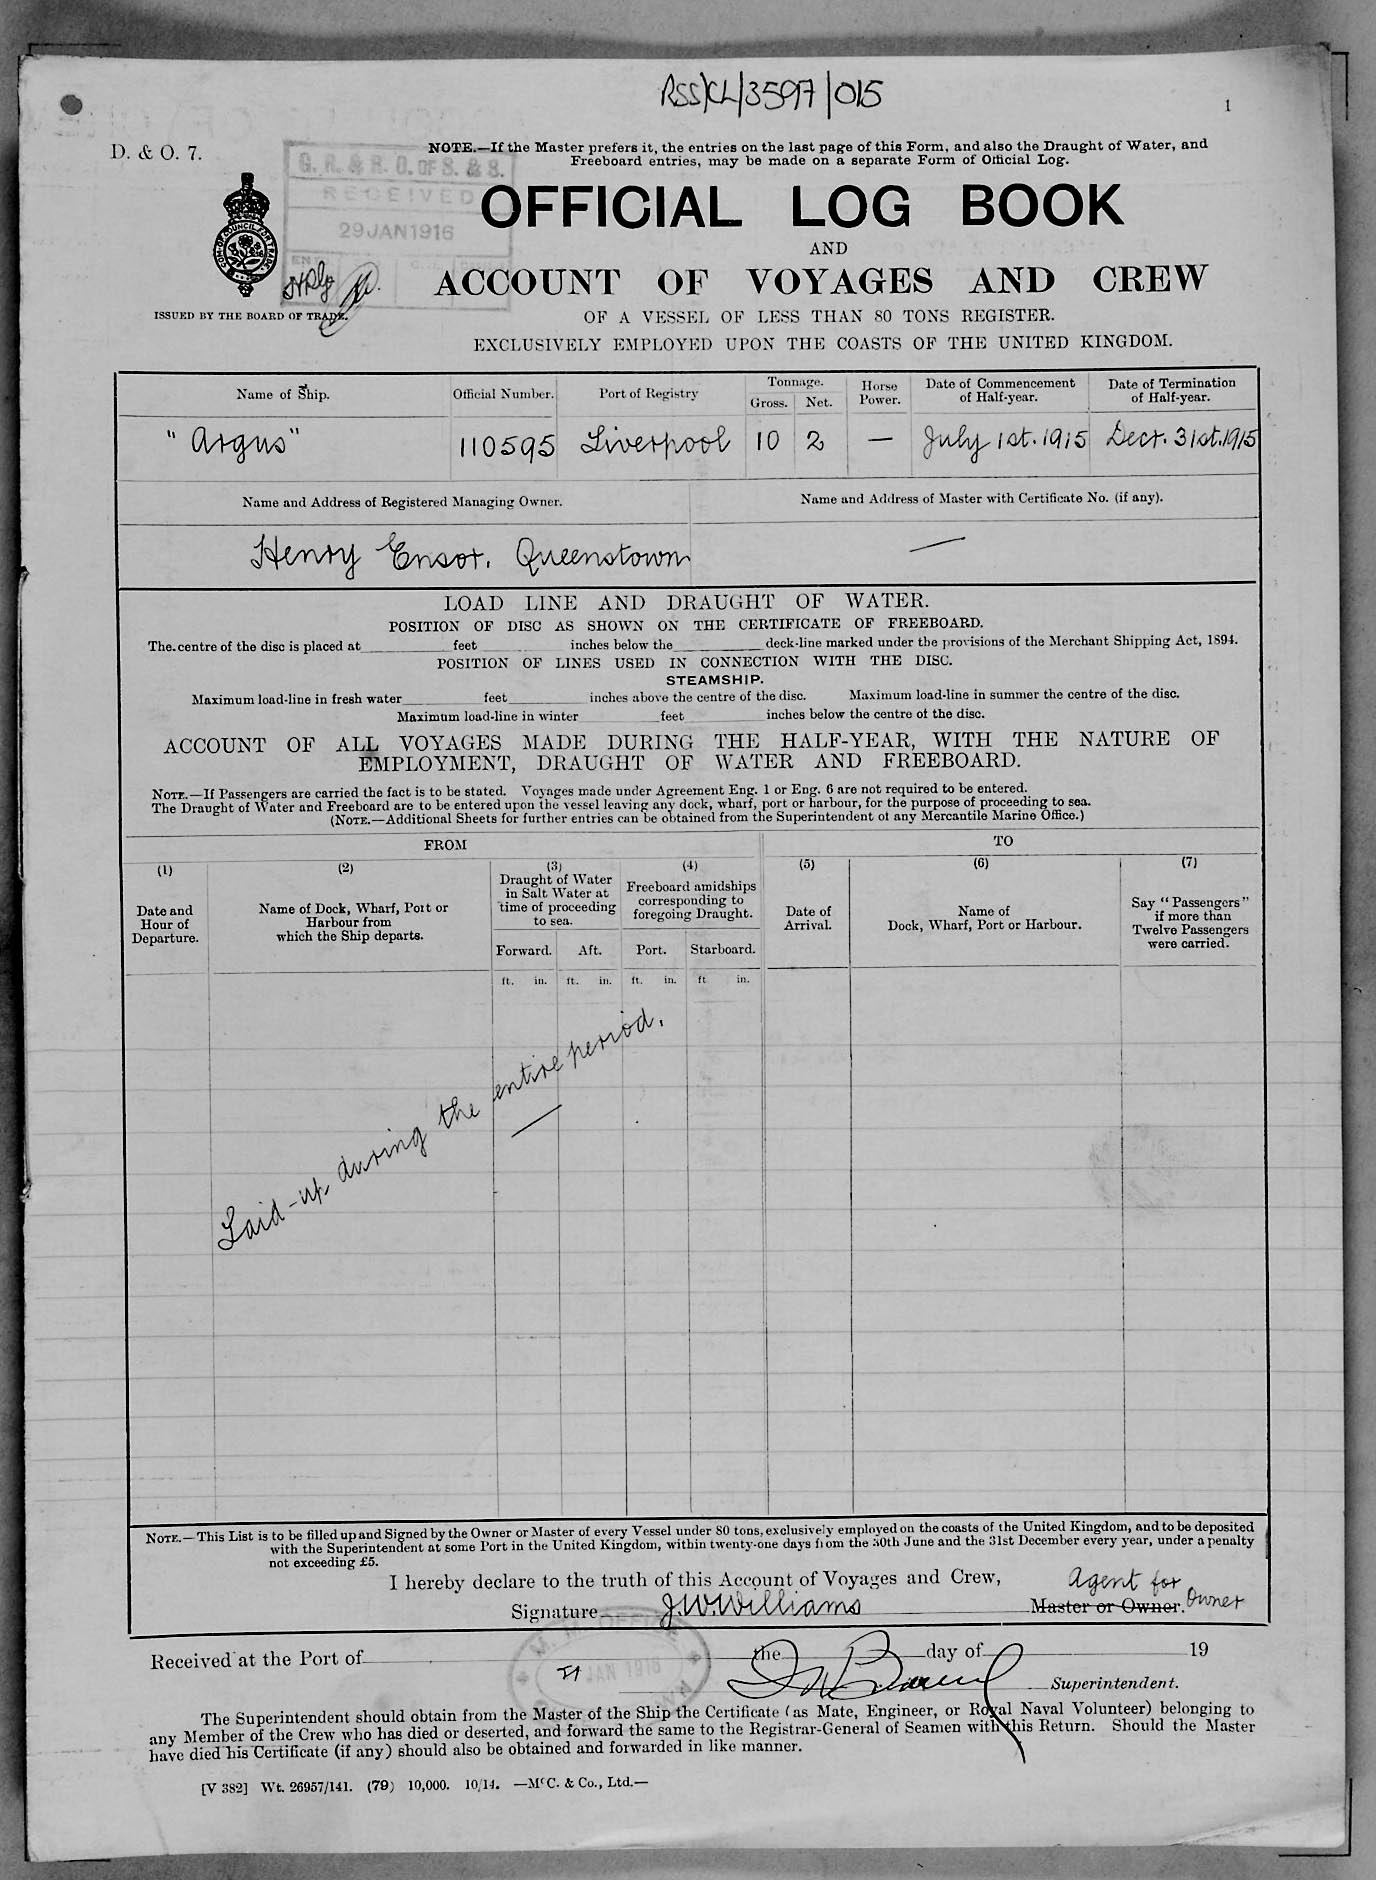 RSS/CL/3597/015
1
D. & O. 7.
NOTE.—If the Master prefers it, the entries on the last page of this Form, and also the Draught of Water, and
Freeboard entries, may be made on a separate Form of Official Log.
G. R. & R. O. OF S. & S.
RECEIVED
29 JAN 1916
OFFICIAL LOG BOOK
AND
ACCOUNT OF VOYAGES AND CREW
ISSUED BY THE BOARD OF TRADE.
OF A VESSEL OF LESS THAN 80 TONS REGISTER.
EXCLUSIVELY EMPLOYED UPON THE COASTS OF THE UNITED KINGDOM.
Name of Ship. Official Number. Port of Registry Tonnage. Gross. Net. Horse Power. Date of Commencement of Half-year. Date of Termination of Half-year.
"Argus" 110595 Liverpool 10 2 — July 1st. 1915 Decr. 31st. 1915
Name and Address of Registered Managing Owner. Name and Address of Master with Certificate No. (if any).
Henry Ensor. Queenstown —
LOAD LINE AND DRAUGHT OF WATER.
POSITION OF DISC AS SHOWN ON THE CERTIFICATE OF FREEBOARD.
The centre of the disc is placed at feet inches below the deck-line marked under the provisions of the Merchant Shipping Act, 1894.
POSITION OF LINES USED IN CONNECTION WITH THE DISC.
STEAMSHIP.
Maximum load-line in fresh water feet inches above the centre of the disc. Maximum load-line in summer the centre of the disc.
Maximum load-line in winter feet inches below the centre of the disc.
ACCOUNT OF ALL VOYAGES MADE DURING THE HALF-YEAR, WITH THE NATURE OF
EMPLOYMENT, DRAUGHT OF WATER AND FREEBOARD.
NOTE.—If Passengers are carried the fact is to be stated. Voyages made under Agreement Eng. 1 or Eng. 6 are not required to be entered.
The Draught of Water and Freeboard are to be entered upon the vessel leaving any dock, wharf, port or harbour, for the purpose of proceeding to sea.
(NOTE.—Additional Sheets for further entries can be obtained from the Superintendent of any Mercantile Marine Office.)
FROM TO
(1) (2) (3) (4) (5) (6) (7)
Date and Hour of Departure.
Name of Dock, Wharf, Port or Harbour from which the Ship departs.
Draught of Water in Salt Water at time of proceeding to sea.
Freeboard amidships corresponding to foregoing Draught.
Date of Arrival.
Name of Dock, Wharf, Port or Harbour.
Say "Passengers" if more than Twelve Passengers were carried.
Forward. Aft. Port. Starboard.
ft. in. ft. in. ft. in. ft in.
Laid-up during the entire period.
NOTE.—This List is to be filled up and Signed by the Owner or Master of every Vessel under 80 tons, exclusively employed on the coasts of the United Kingdom, and to be deposited
with the Superintendent at some Port in the United Kingdom, within twenty-one days from the 30th June and the 31st December every year, under a penalty
not exceeding £5.
I hereby declare to the truth of this Account of Voyages and Crew, Agent for
Signature J.W. Williams Master or Owner. Owner
Received at the Port of the day of 19
JAN 1916
Superintendent.
The Superintendent should obtain from the Master of the Ship the Certificate (as Mate, Engineer, or Royal Naval Volunteer) belonging to
any Member of the Crew who has died or deserted, and forward the same to the Registrar-General of Seamen with this Return. Should the Master
have died his Certificate (if any) should also be obtained and forwarded in like manner.
[V 382] Wt. 26957/141. (79) 10,000. 10/14. —McC. & Co., Ltd.—